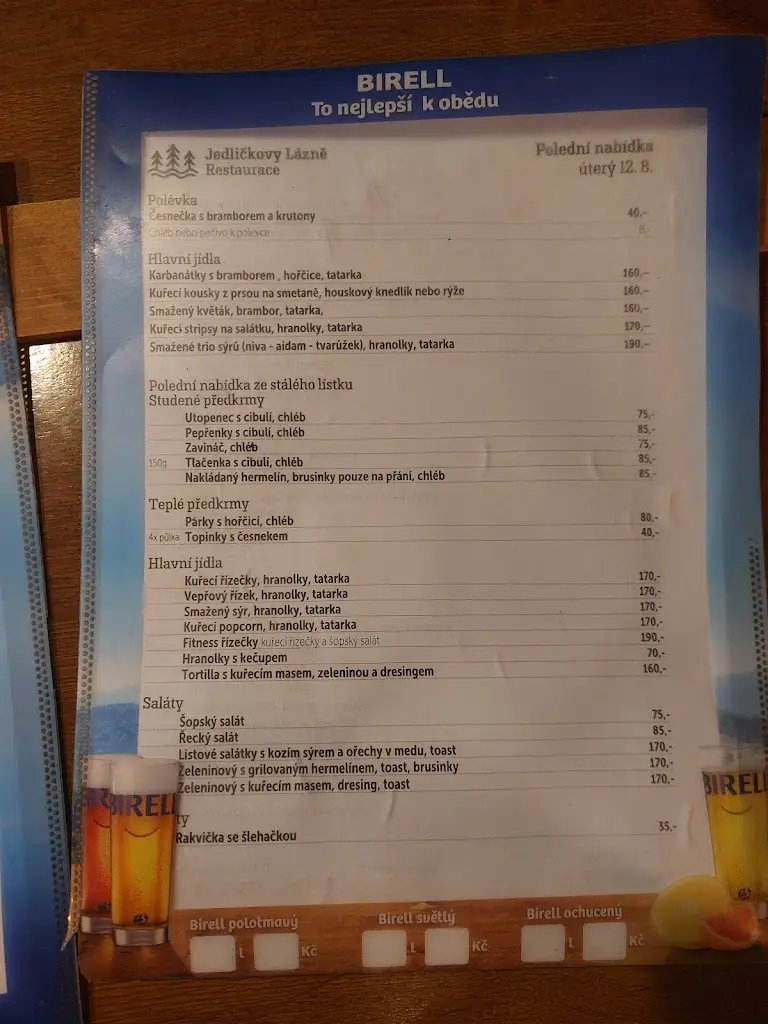 BIRELL
To nejlepší k obědu
Jedličkovy Lázně
Restaurace
Polední nabídka
úterý 12. 8.
Polévka
Česnečka s bramborem a krutony 40,-
Chléb nebo pečivo k polévce 8,-
Hlavní jídla
Karbanátky s bramborem , hořčice, tatarka 160,-
Kuřecí kousky z prsou na smetaně, houskový knedlík nebo rýže 160,-
Smažený květák, brambor, tatarka, 160,-
Kuřecí stripsy na salátku, hranolky, tatarka 170,-
Smažené trio sýrů (niva - aidam - tvarůžek), hranolky, tatarka 190,-
Polední nabídka ze stálého lístku
Studené předkrmy
Utopenec s cibulí, chléb 75,-
Pepřenky s cibulí, chléb 85,-
Zavináč, chléb 75,-
150g Tlačenka s cibulí, chléb 85,-
Nakládaný hermelín, brusinky pouze na přání, chléb 85,-
Teplé předkrmy
Párky s hořčicí, chléb 80,-
4x půlka Topinky s česnekem 40,-
Hlavní jídla
Kuřecí řízečky, hranolky, tatarka 170,-
Vepřový řízek, hranolky, tatarka 170,-
Smažený sýr, hranolky, tatarka 170,-
Kuřecí popcorn, hranolky, tatarka 170,-
Fitness řízečky kuřecí řízečky a šopský salát 190,-
Hranolky s kečupem 70,-
Tortilla s kuřecím masem, zeleninou a dresingem 160,-
Saláty
Šopský salát 75,-
Řecký salát 85,-
Listové salátky s kozím sýrem a ořechy v medu, toast 170,-
Zeleninový s grilovaným hermelínem, toast, brusinky 170,-
Zeleninový s kuřecím masem, dresing, toast 170,-
ty
Rakvička se šlehačkou 35,-
BIRELL
BIRELL
Birell polotmavý
l Kč
Birell světlý
l Kč
Birell ochucený
l Kč